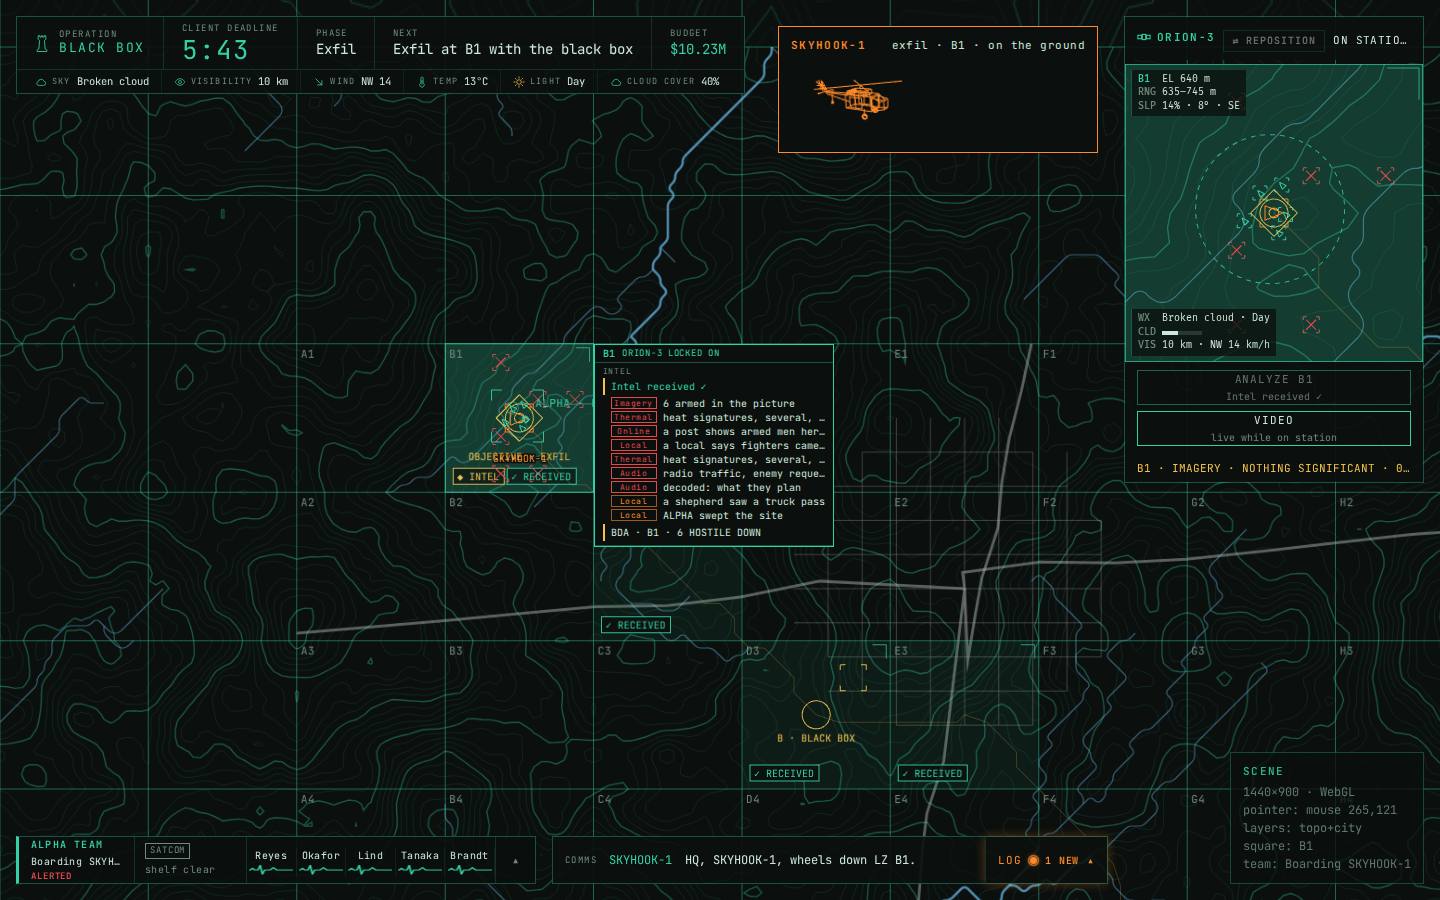 OPERATION
BLACK BOX
CLIENT DEADLINE
5:43
PHASE
Exfil
NEXT
Exfil at B1 with the black box
BUDGET
$10.23M
SKY Broken cloud
VISIBILITY 10 km
WIND NW 14
TEMP 13°C
LIGHT Day
CLOUD COVER 40%
SKYHOOK-1 exfil · B1 · on the ground
ORION-3
⇄ REPOSITION
ON STATIO…
B1 EL 640 m
RNG 635–745 m
SLP 14% · 8° · SE
WX Broken cloud · Day
CLD
VIS 10 km · NW 14 km/h
ANALYZE B1
Intel received ✓
VIDEO
live while on station
B1 · IMAGERY · NOTHING SIGNIFICANT · 0…
A1
B1
E1
F1
ALPHA
SKYHOOK-1
◆ INTEL
✓ RECEIVED
B1 ORION-3 LOCKED ON
INTEL
Intel received ✓
Imagery 6 armed in the picture
Thermal heat signatures, several, …
Online a post shows armed men her…
Local a local says fighters came…
Thermal heat signatures, several, …
Audio radio traffic, enemy reque…
Audio decoded: what they plan
Local a shepherd saw a truck pass
Local ALPHA swept the site
BDA · B1 · 6 HOSTILE DOWN
A2
B2
E2
F2
G2
H2
✓ RECEIVED
A3
B3
C3
D3
E3
F3
G3
H3
B · BLACK BOX
✓ RECEIVED
✓ RECEIVED
A4
B4
C4
D4
E4
F4
G4
SCENE
1440×900 · WebGL
pointer: mouse 265,121
layers: topo+city
square: B1
team: Boarding SKYHOOK-1
ALPHA TEAM
Boarding SKYH…
ALERTED
SATCOM
shelf clear
Reyes
Okafor
Lind
Tanaka
Brandt
COMMS SKYHOOK-1 HQ, SKYHOOK-1, wheels down LZ B1.
LOG 1 NEW